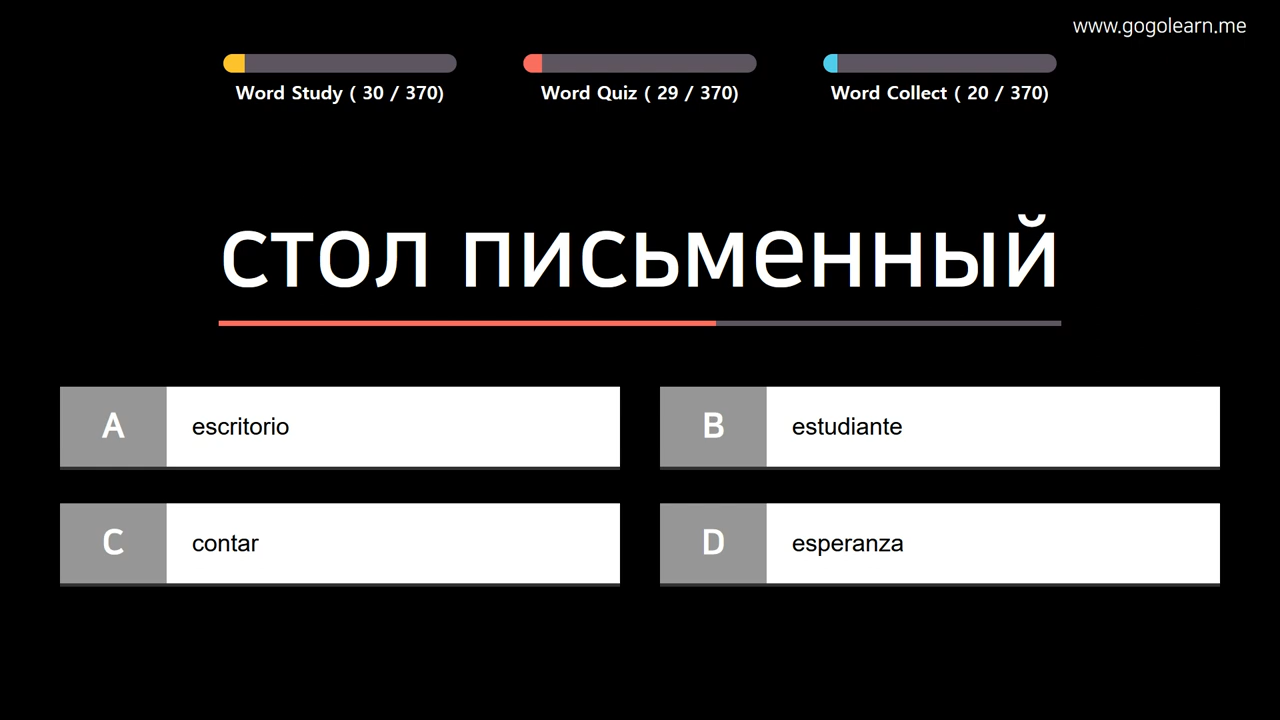 www.gogolearn.me
Word Study ( 30 / 370)
Word Quiz ( 29 / 370)
Word Collect ( 20 / 370)
стол письменный
A escritorio
B estudiante
C contar
D esperanza